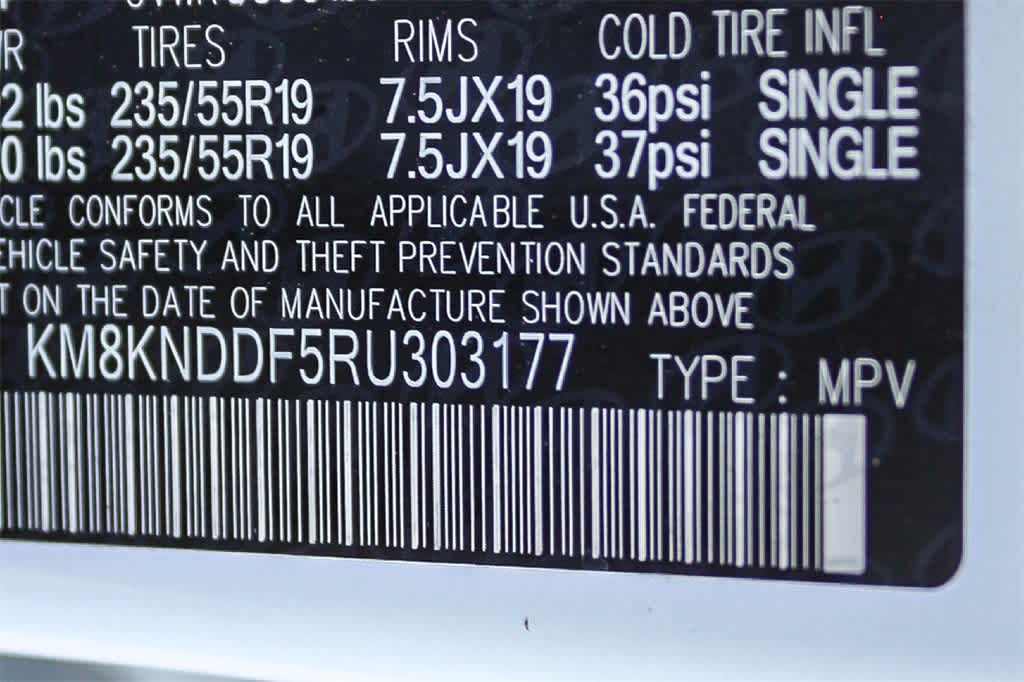 TIRES RIMS COLD TIRE INFL
lbs 235/55R19 7.5JX19 36psi SINGLE
lbs 235/55R19 7.5JX19 37psi SINGLE
CLE CONFORMS TO ALL APPLICABLE U.S.A. FEDERAL
EHICLE SAFETY AND THEFT PREVENTION STANDARDS
T ON THE DATE OF MANUFACTURE SHOWN ABOVE
KM8KNDDF5RU303177 TYPE : MPV